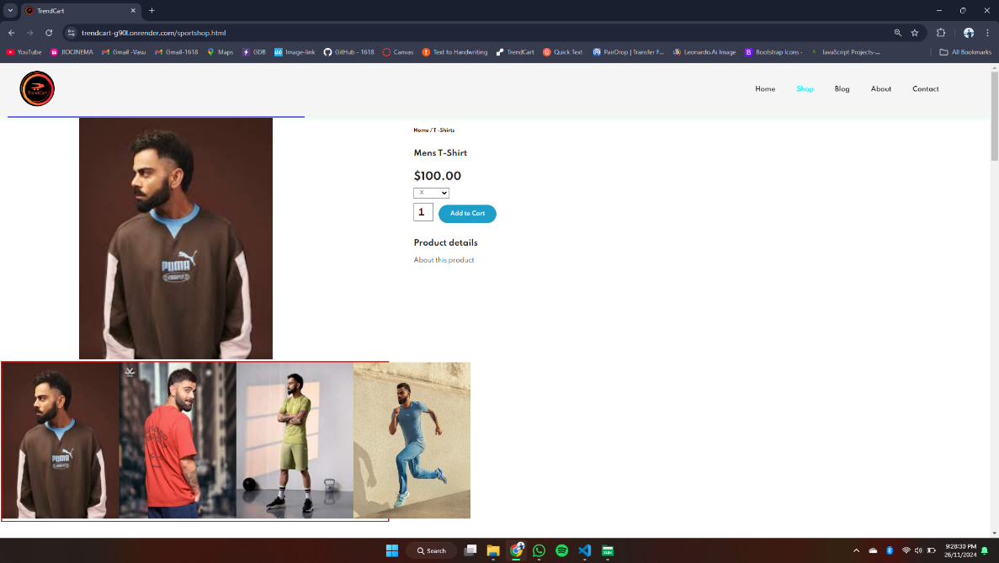 TrendCart
trendcart-g90l.onrender.com/sportshop.html
YouTube
JIOCINEMA
Gmail -Vasu
Gmail-1618
Maps
GDB
Image-link
GitHub - 1618
Canvas
Text to Handwriting
TrendCart
Quick Text
PairDrop | Transfer F...
Leonardo.Ai Image
Bootstrap Icons -
JavaScript Projects-...
All Bookmarks
TrendCart
Home
Shop
Blog
About
Contact
Home / T -Shirts
Mens T-Shirt
$100.00
X
1
Add to Cart
Product details
About this product
PUMA
PUMA
Search
9:28:30 PM
26/11/2024